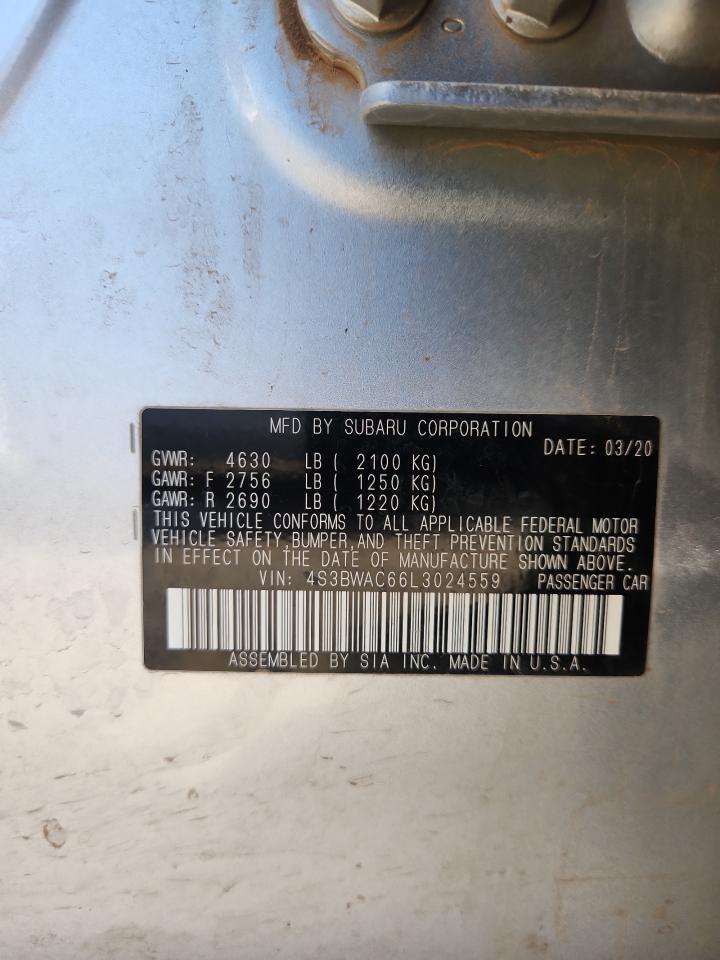 MFD BY SUBARU CORPORATION
DATE: 03/20
GVWR: 4630 LB ( 2100 KG)
GAWR: F 2756 LB ( 1250 KG)
GAWR: R 2690 LB ( 1220 KG)
THIS VEHICLE CONFORMS TO ALL APPLICABLE FEDERAL MOTOR
VEHICLE SAFETY,BUMPER,AND THEFT PREVENTION STANDARDS
IN EFFECT ON THE DATE OF MANUFACTURE SHOWN ABOVE.
VIN: 4S3BWAC66L3024559 PASSENGER CAR
ASSEMBLED BY SIA INC. MADE IN U.S.A.